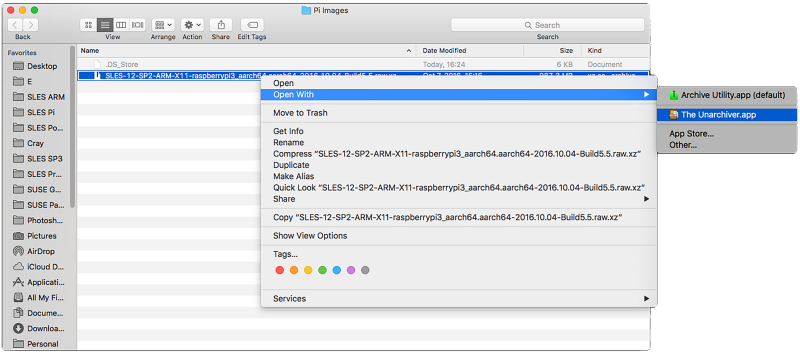 Pi Images
Search
Back
View
Arrange
Action
Share
Edit Tags
Search
Favorites
Desktop
E
SLES ARM
SLES Pi
SLES Po...
Cray
SLES SP3
SLES Pr...
SUSE G...
SUSE Pa...
Photosh...
Pictures
AirDrop
iCloud D...
Applicati...
All My Fi...
Docume...
Downloa...
Personal
Name
Date Modified
Size
Kind
.DS_Store
Today, 16:24
6 KB
Document
SLES-12-SP2-ARM-X11-raspberrypi3_aarch64.aarch64-2016.10.04-Build5.5.raw.xz
Oct 7, 2016, 15:16
MB
Open
Open With
Move to Trash
Get Info
Rename
Compress “SLES-12-SP2-ARM-X11-raspberrypi3_aarch64.aarch64-2016.10.04-Build5.5.raw.xz”
Duplicate
Make Alias
Quick Look “SLES-12-SP2-ARM-X11-raspberrypi3_aarch64.aarch64-2016.10.04-Build5.5.raw.xz”
Share
Copy “SLES-12-SP2-ARM-X11-raspberrypi3_aarch64.aarch64-2016.10.04-Build5.5.raw.xz”
Show View Options
Tags...
Services
Archive Utility.app (default)
The Unarchiver.app
App Store...
Other...